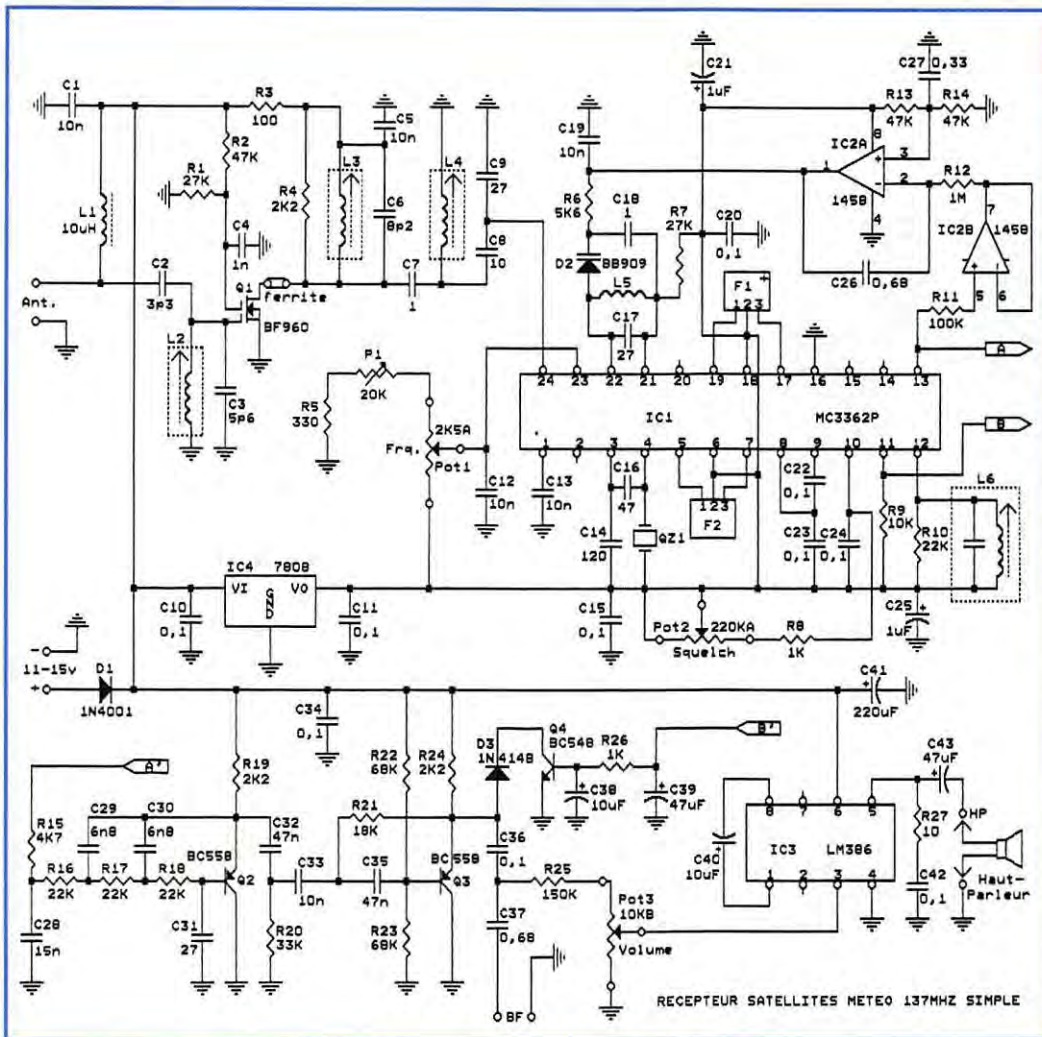 C1
10n
R3
100
R2
47K
R1
27K
L1
10uH
C4
1n
R4
2K2
L3
C5
10n
C6
8p2
L4
C9
27
C8
10
C7
1
C2
3p3
Ant.
Q1
ferrite
BF960
L2
C3
5p6
C21
+
1uF
C27
0,33
R13
47K
R14
47K
C19
10n
IC2A
8
1
3
2
+
-
1458
4
R12
1M
7
IC2B
1458
+
-
5
6
R6
5K6
C18
1
R7
27K
C20
0,1
D2
BB909
L5
C17
27
F1
+
123
C26
0,68
R11
100K
A
B
P1
20K
R5
330
2K5A
Frq.
Pot1
24 23 22 21 20 19 18 17 16 15 14 13
IC1
MC3362P
1 2 3 4 5 6 7 8 9 10 11 12
C12
10n
C13
10n
C14
120
C16
47
QZ1
123
F2
C22
0,1
C23
0,1
C24
0,1
R9
10K
R10
22K
L6
IC4
7808
VI
VO
GND
C10
0,1
C11
0,1
C15
0,1
Pot2
220KA
Squelch
R8
1K
C25
+
1uF
-
11-15v
+
D1
1N4001
C34
0,1
C41
+
220uF
A'
R15
4K7
R16
22K
R17
22K
R18
22K
C28
15n
C29
6n8
C30
6n8
C31
27
R19
2K2
BC558
Q2
C32
47n
R20
33K
C33
10n
R21
18K
R22
68K
R24
2K2
C35
47n
BC558
Q3
R23
68K
D3
1N4148
Q4
BC548
R26
1K
B'
+
C38
10uF
+
C39
47uF
C36
0,1
C37
0,68
R25
150K
Pot3
10KB
Volume
BF
C40
+
10uF
8 7 6 5
IC3
LM386
1 2 3 4
C43
47uF
+
R27
10
C42
0,1
HP
Haut-
Parleur
RECEPTEUR SATELLITES METEO 137MHZ SIMPLE